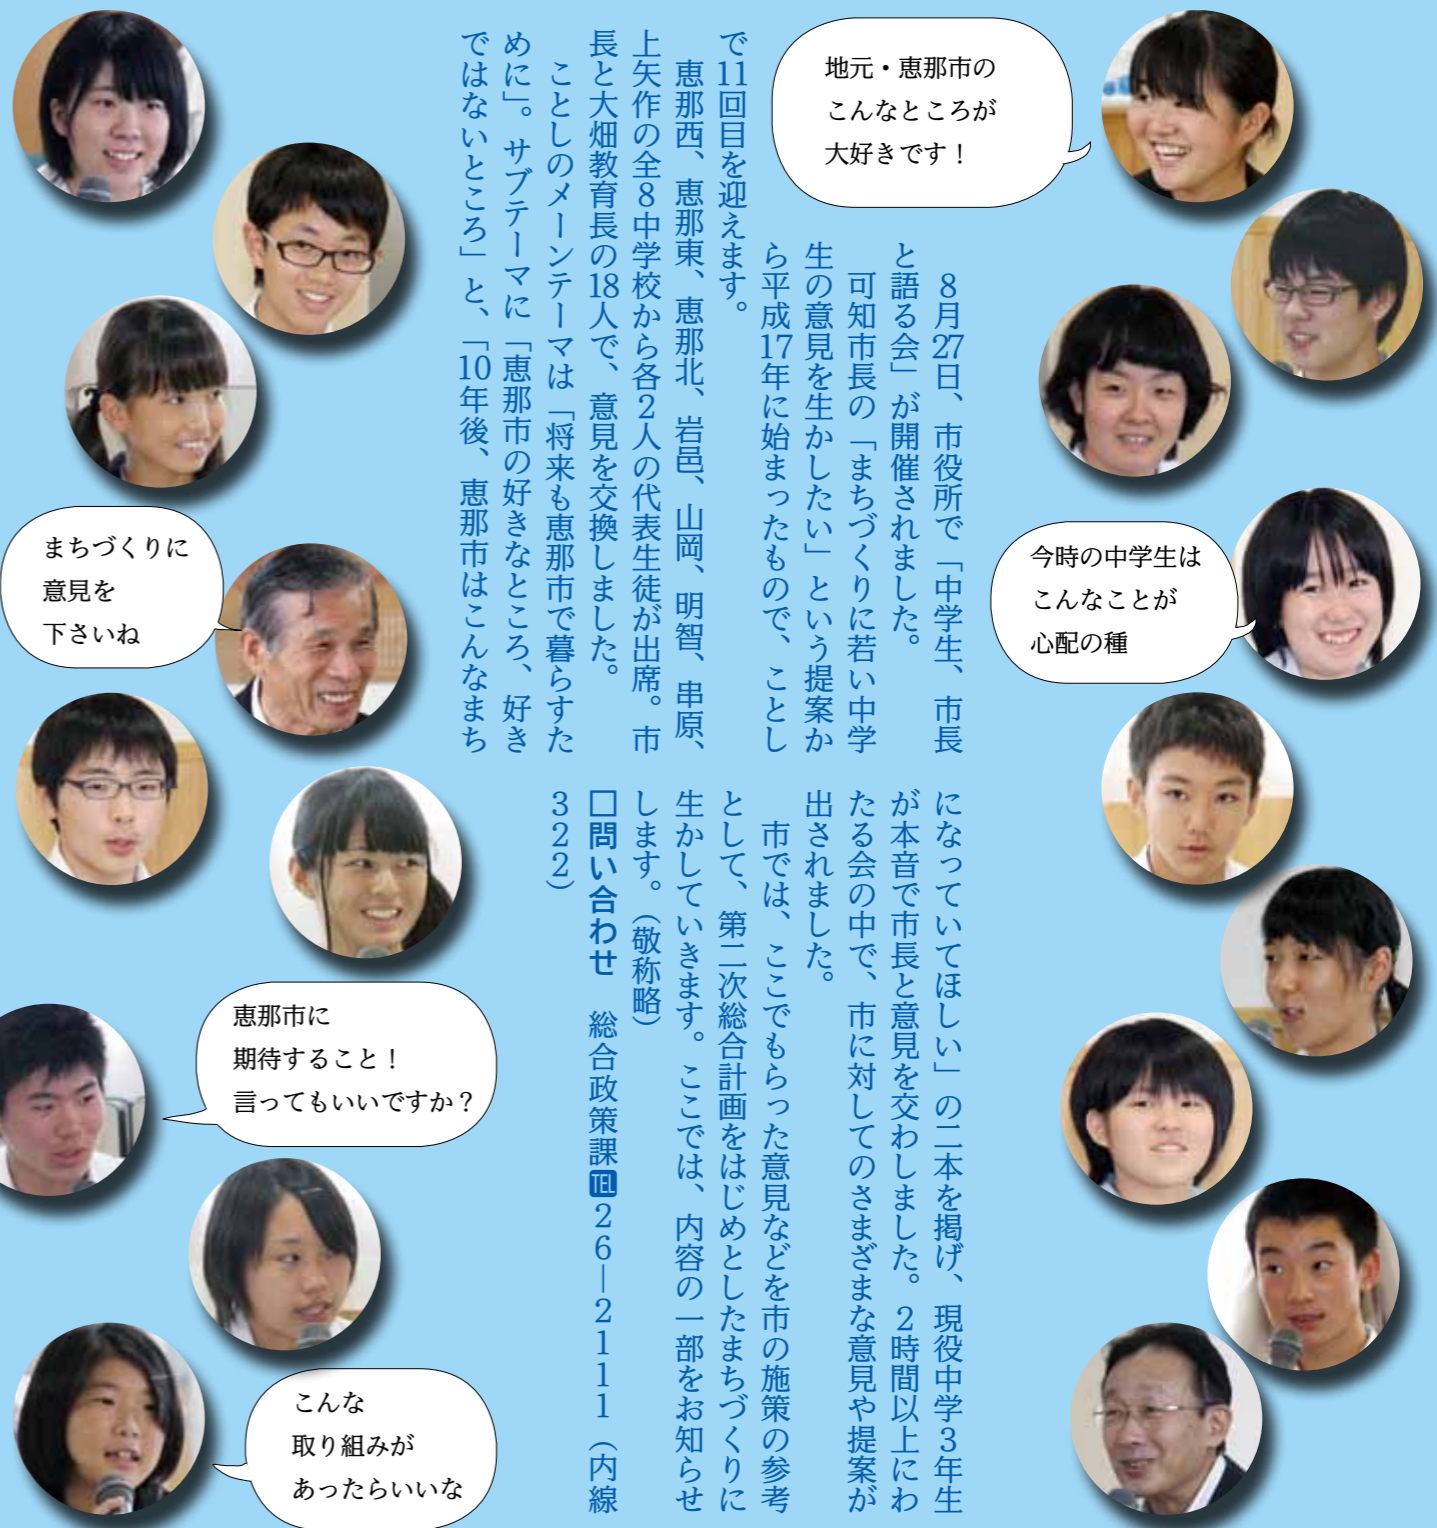 地元・恵那市の
こんなところが
大好きです！
８月27日、市役所で「中学生、市長
と語る会」が開催されました。
可知市長の「まちづくりに若い中学
生の意見を生かしたい」という提案か
ら平成17年に始まったもので、ことし
で11回目を迎えます。
恵那西、恵那東、恵那北、岩邑、山岡、明智、串原、
上矢作の全８中学校から各２人の代表生徒が出席。市
長と大畑教育長の18人で、意見を交換しました。
ことしのメーンテーマは「将来も恵那市で暮らすた
めに」。サブテーマに「恵那市の好きなところ、好き
ではないところ」と、「10年後、恵那市はこんなまち
になっていてほしい」の二本を掲げ、現役中学３年生
が本音で市長と意見を交わしました。２時間以上にわ
たる会の中で、市に対してのさまざまな意見や提案が
出されました。
市では、ここでもらった意見などを市の施策の参考
として、第二次総合計画をはじめとしたまちづくりに
生かしていきます。ここでは、内容の一部をお知らせ
します。（敬称略）
□問い合わせ　総合政策課TEL２６―２１１１（内線
３２２）
今時の中学生は
こんなことが
心配の種
まちづくりに
意見を
下さいね
恵那市に
期待すること！
言ってもいいですか？
こんな
取り組みが
あったらいいな